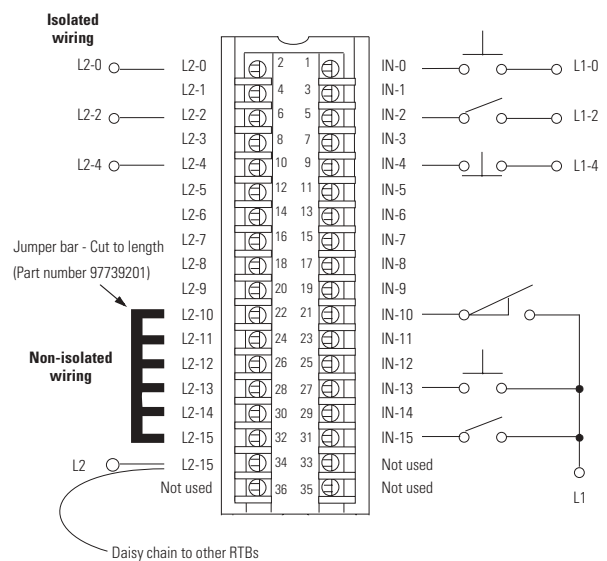 Isolated
wiring
L2-0 L2-0 2 1 IN-0 L1-0
L2-1 4 3 IN-1
L2-2 L2-2 6 5 IN-2 L1-2
L2-3 8 7 IN-3
L2-4 L2-4 10 9 IN-4 L1-4
L2-5 12 11 IN-5
L2-6 14 13 IN-6
L2-7 16 15 IN-7
Jumper bar - Cut to length
(Part number 97739201)
L2-8 18 17 IN-8
L2-9 20 19 IN-9
L2-10 22 21 IN-10
L2-11 24 23 IN-11
Non-isolated
wiring
L2-12 26 25 IN-12
L2-13 28 27 IN-13
L2-14 30 29 IN-14
L2-15 32 31 IN-15
L2 L2-15 34 33 Not used
Not used 36 35 Not used
L1
Daisy chain to other RTBs